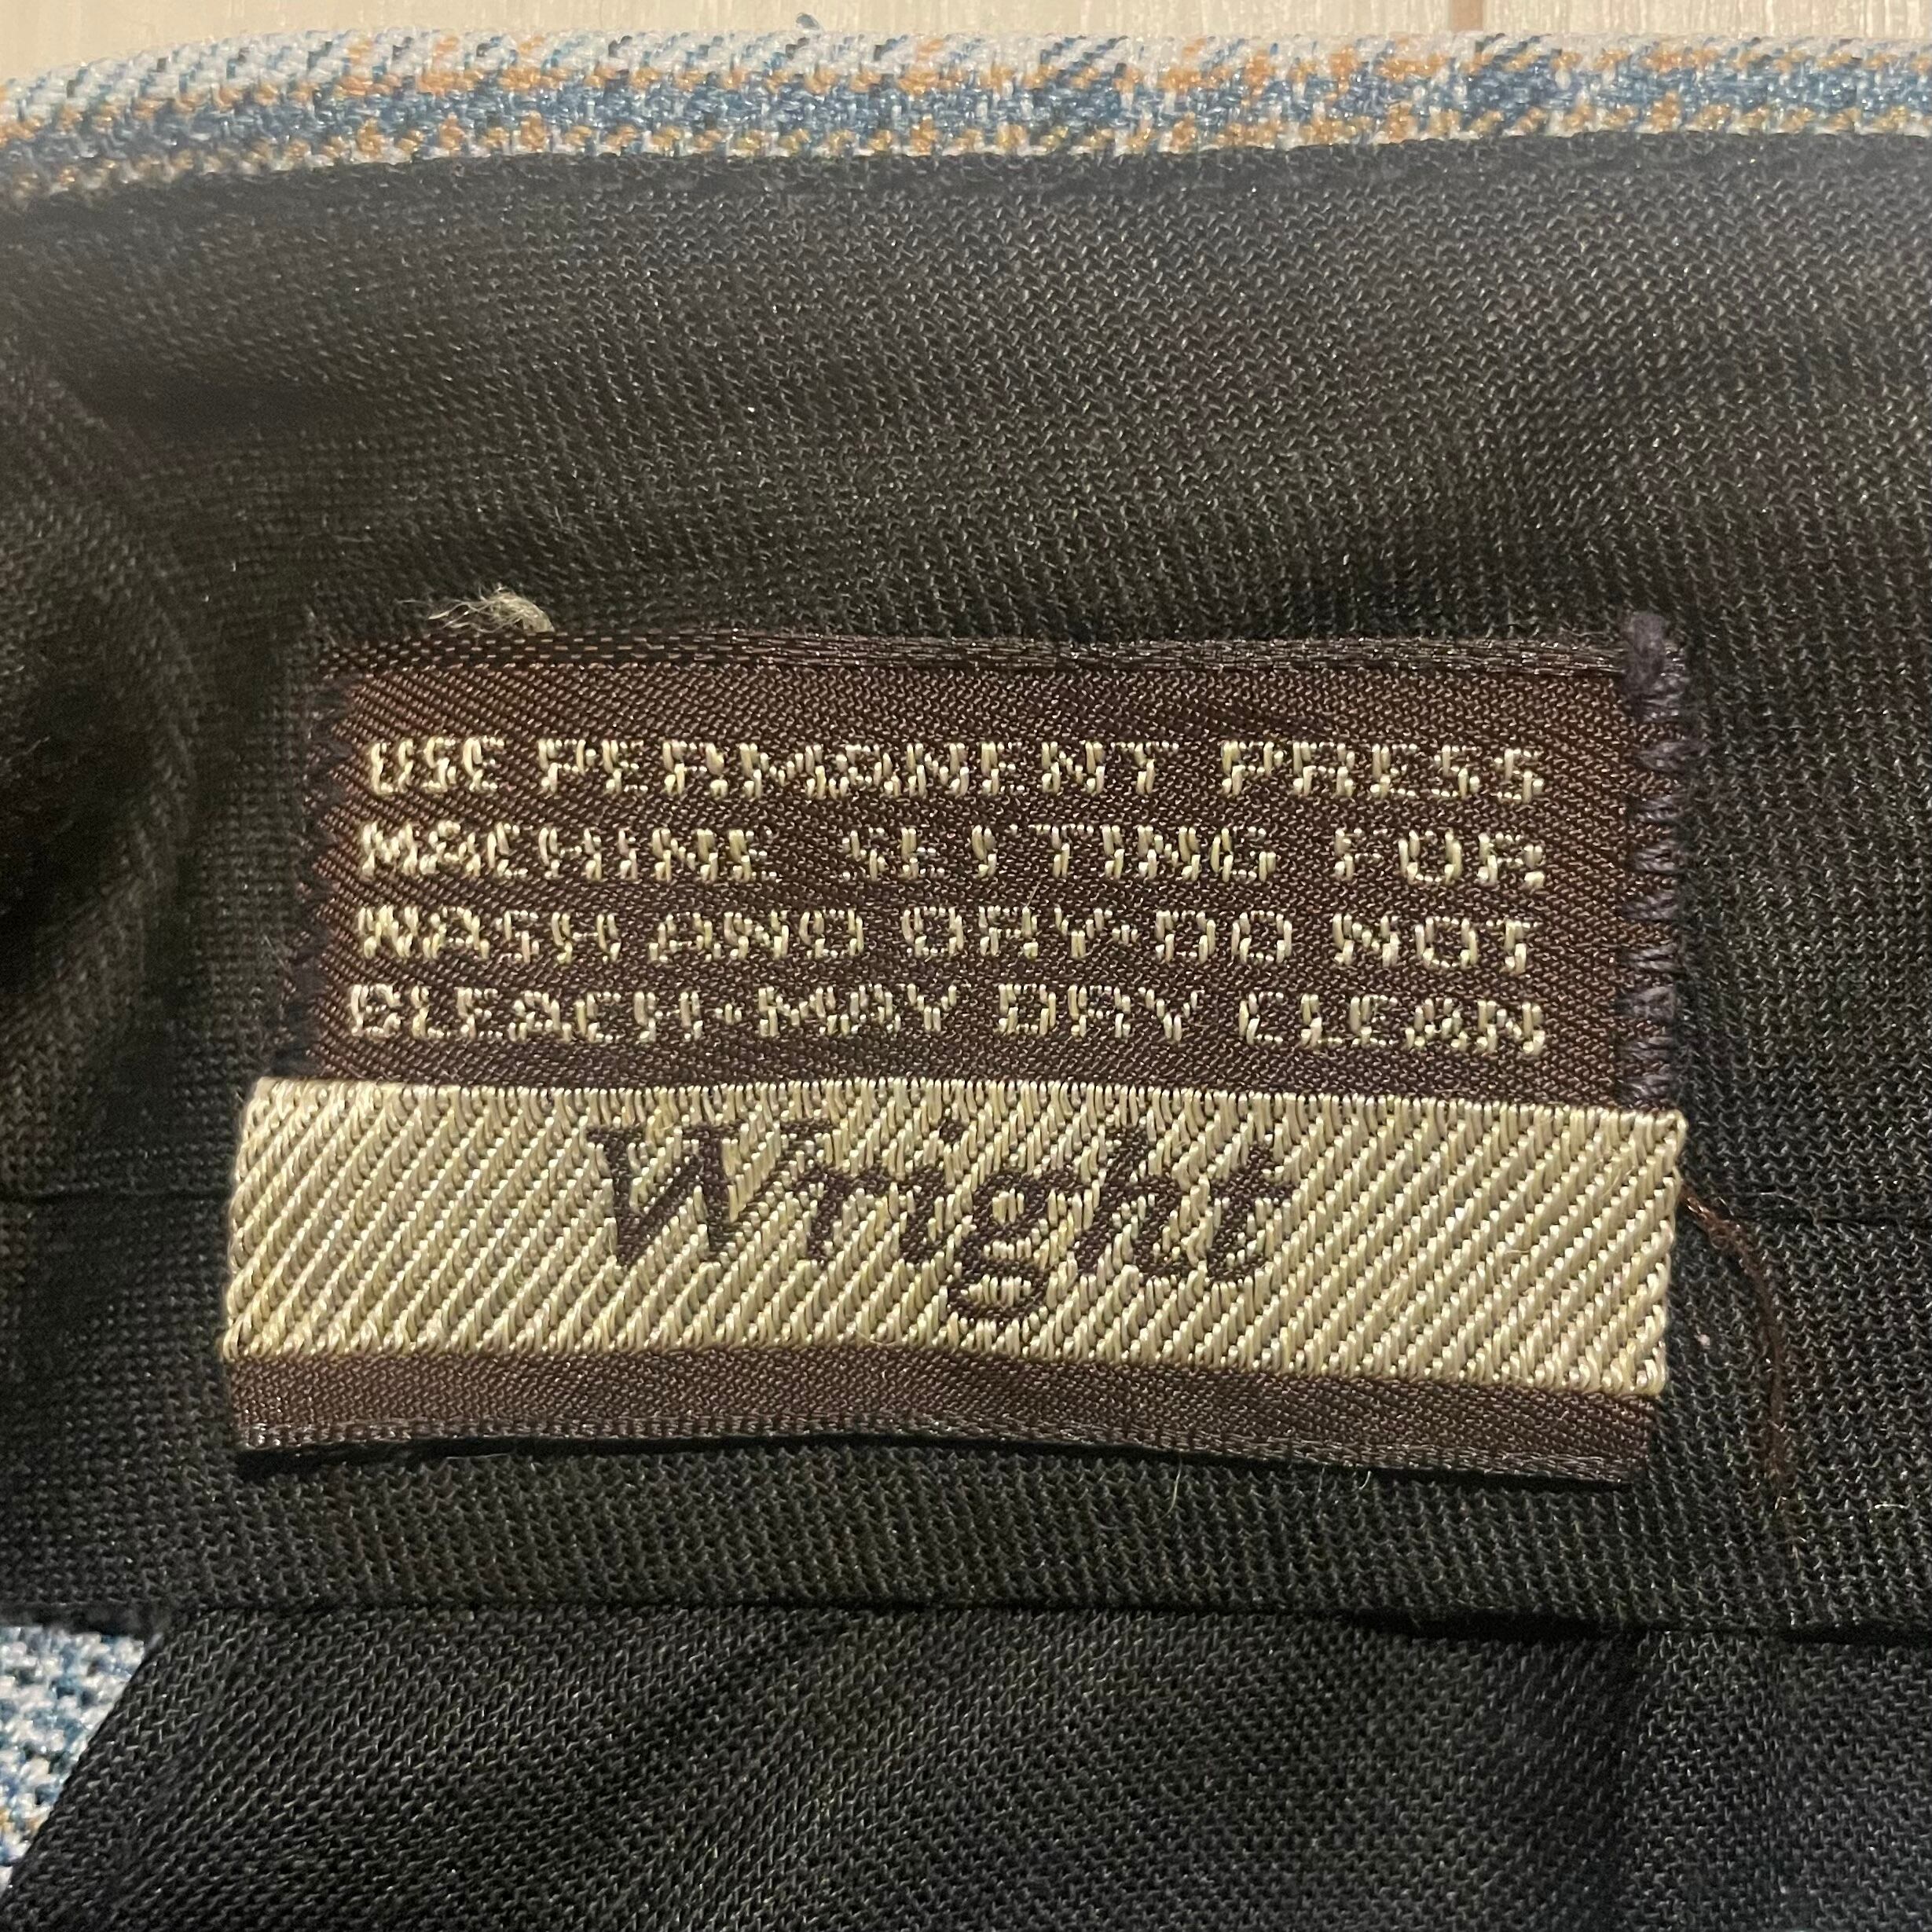 USE PERMANENT PRESS
MACHINE SETTING FOR
WASH AND DRY·DO NOT
BLEACH·MAY DRY CLEAN
Wright